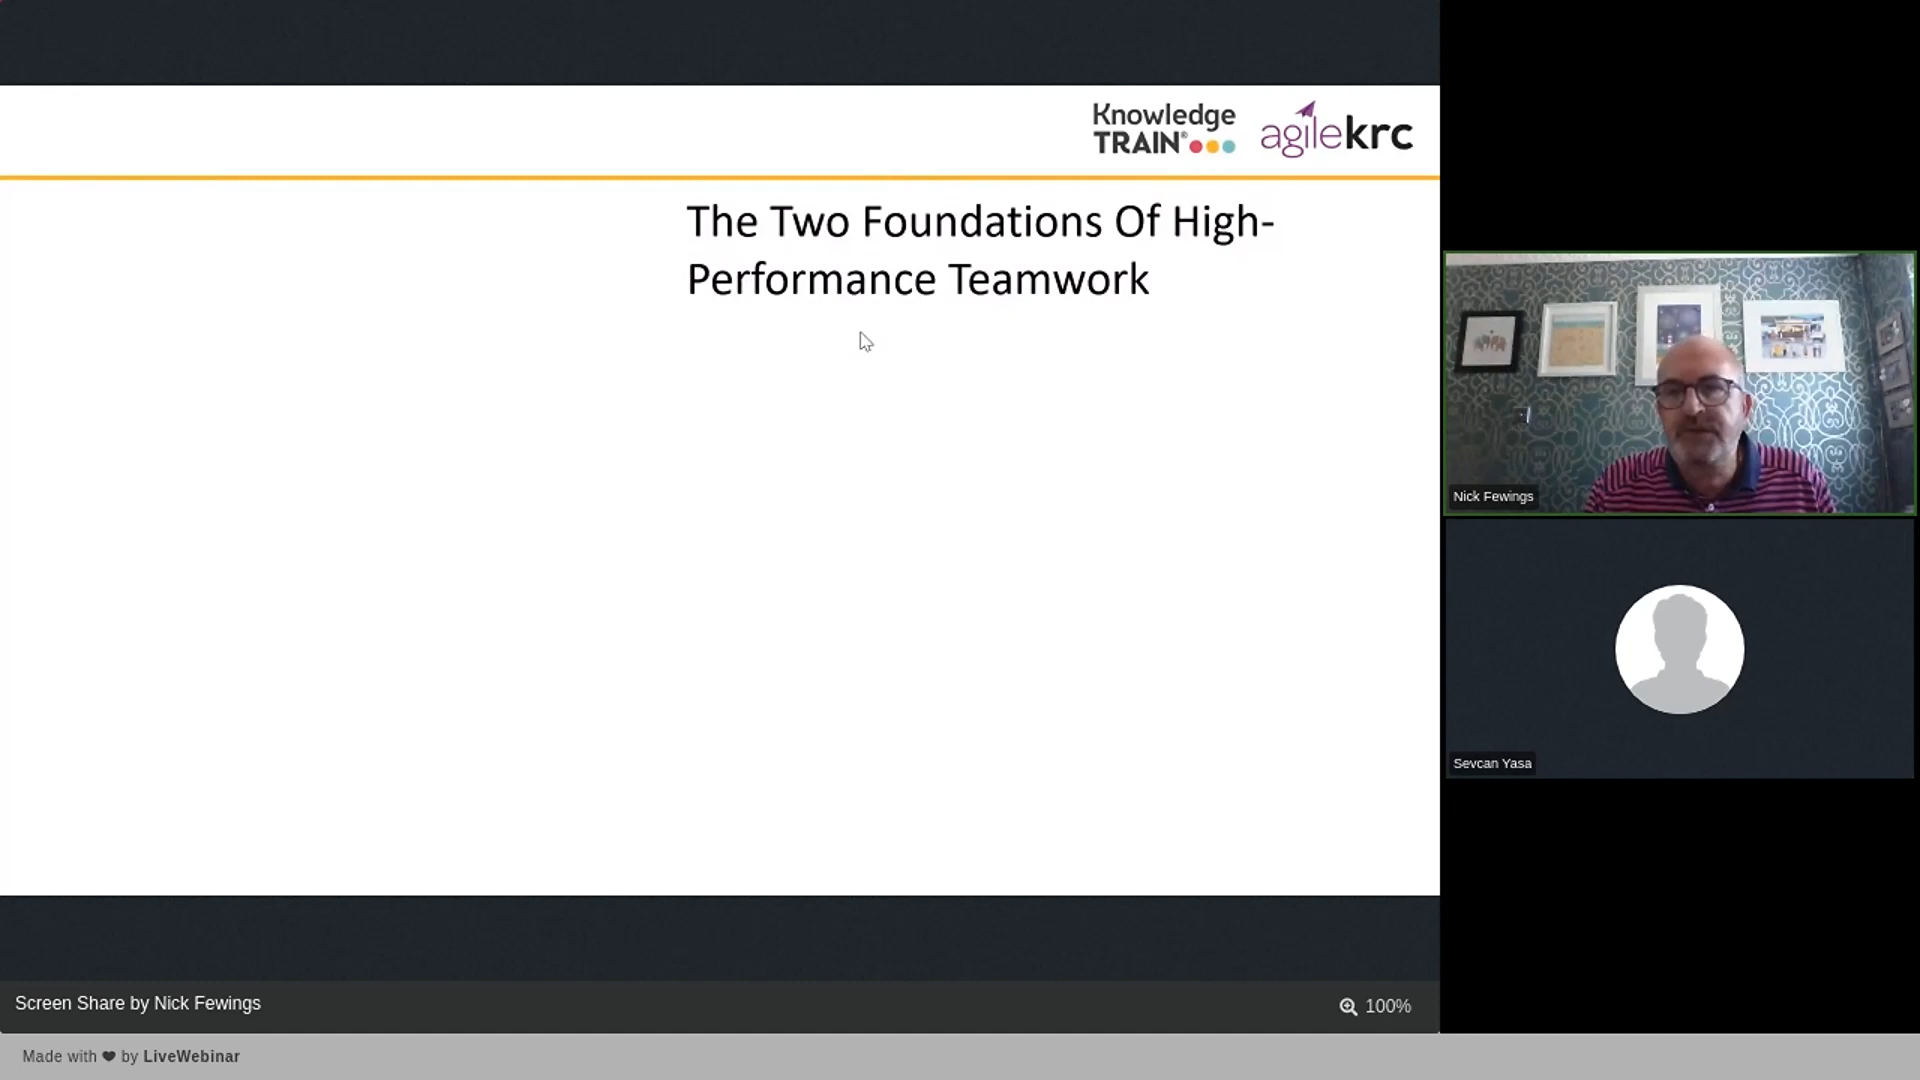 Knowledge
TRAIN®
agilekrc
The Two Foundations Of High-
Performance Teamwork
Nick Fewings
Sevcan Yasa
Screen Share by Nick Fewings
100%
Made with ❤ by LiveWebinar